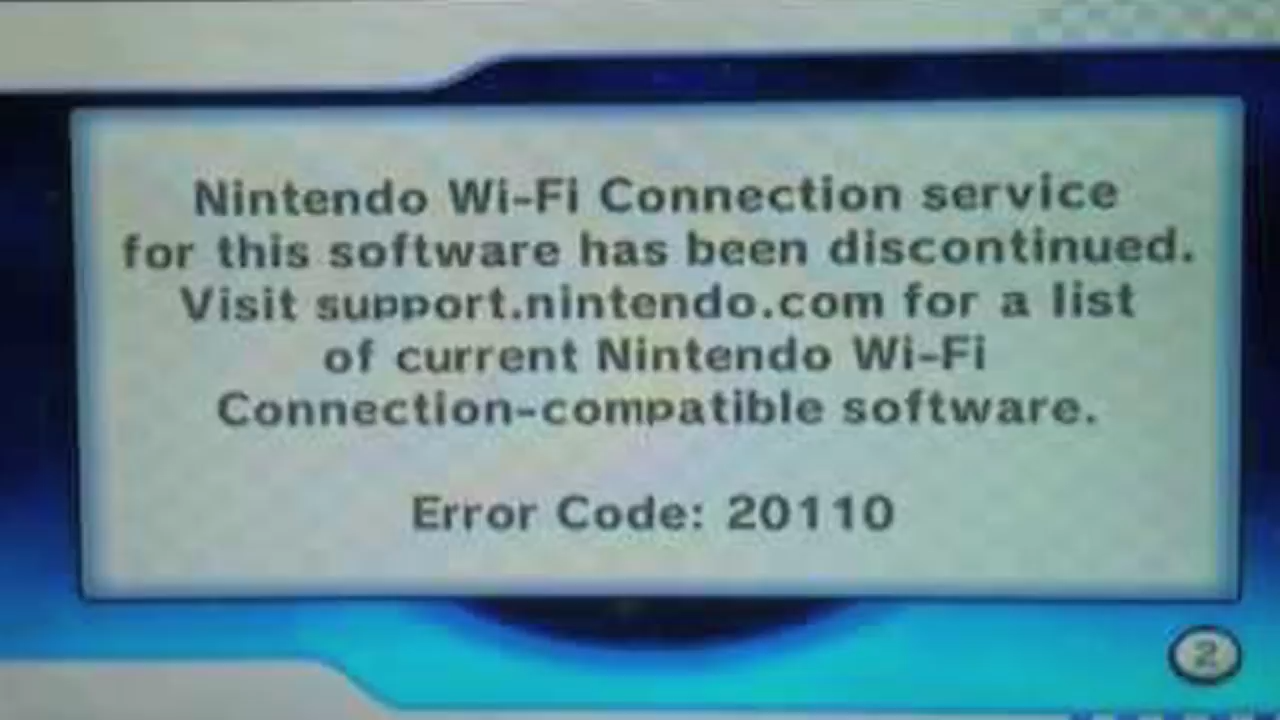 Nintendo Wi-Fi Connection service
for this software has been discontinued.
Visit support.nintendo.com for a list
of current Nintendo Wi-Fi
Connection-compatible software.
Error Code: 20110
2